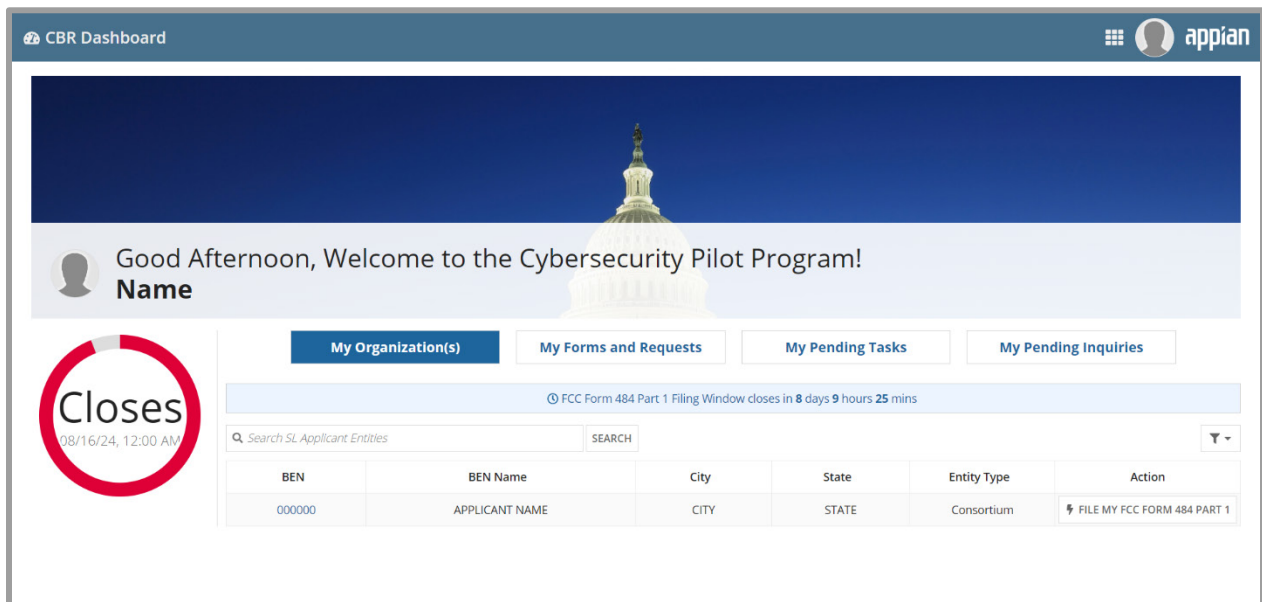 CBR Dashboard
appian
Good Afternoon, Welcome to the Cybersecurity Pilot Program!
Name
My Organization(s) My Forms and Requests My Pending Tasks My Pending Inquiries
Closes
08/16/24, 12:00 AM
FCC Form 484 Part 1 Filing Window closes in 8 days 9 hours 25 mins
Search SL Applicant Entities SEARCH
BEN BEN Name City State Entity Type Action
000000 APPLICANT NAME CITY STATE Consortium FILE MY FCC FORM 484 PART 1